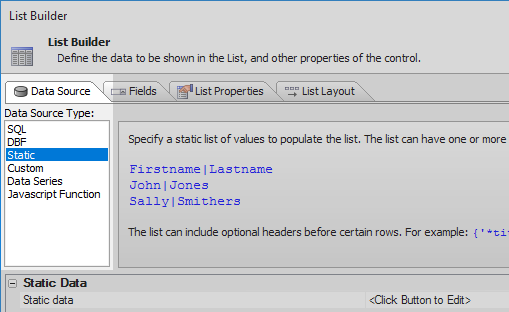 List Builder
List Builder
Define the data to be shown in the List, and other properties of the control.
Data Source Fields List Properties List Layout
Data Source Type:
SQL
DBF
Static
Custom
Data Series
Javascript Function
Specify a static list of values to populate the list. The list can have one or more
Firstname|Lastname
John|Jones
Sally|Smithers
The list can include optional headers before certain rows. For example: {'*ti
Static Data
Static data <Click Button to Edit>